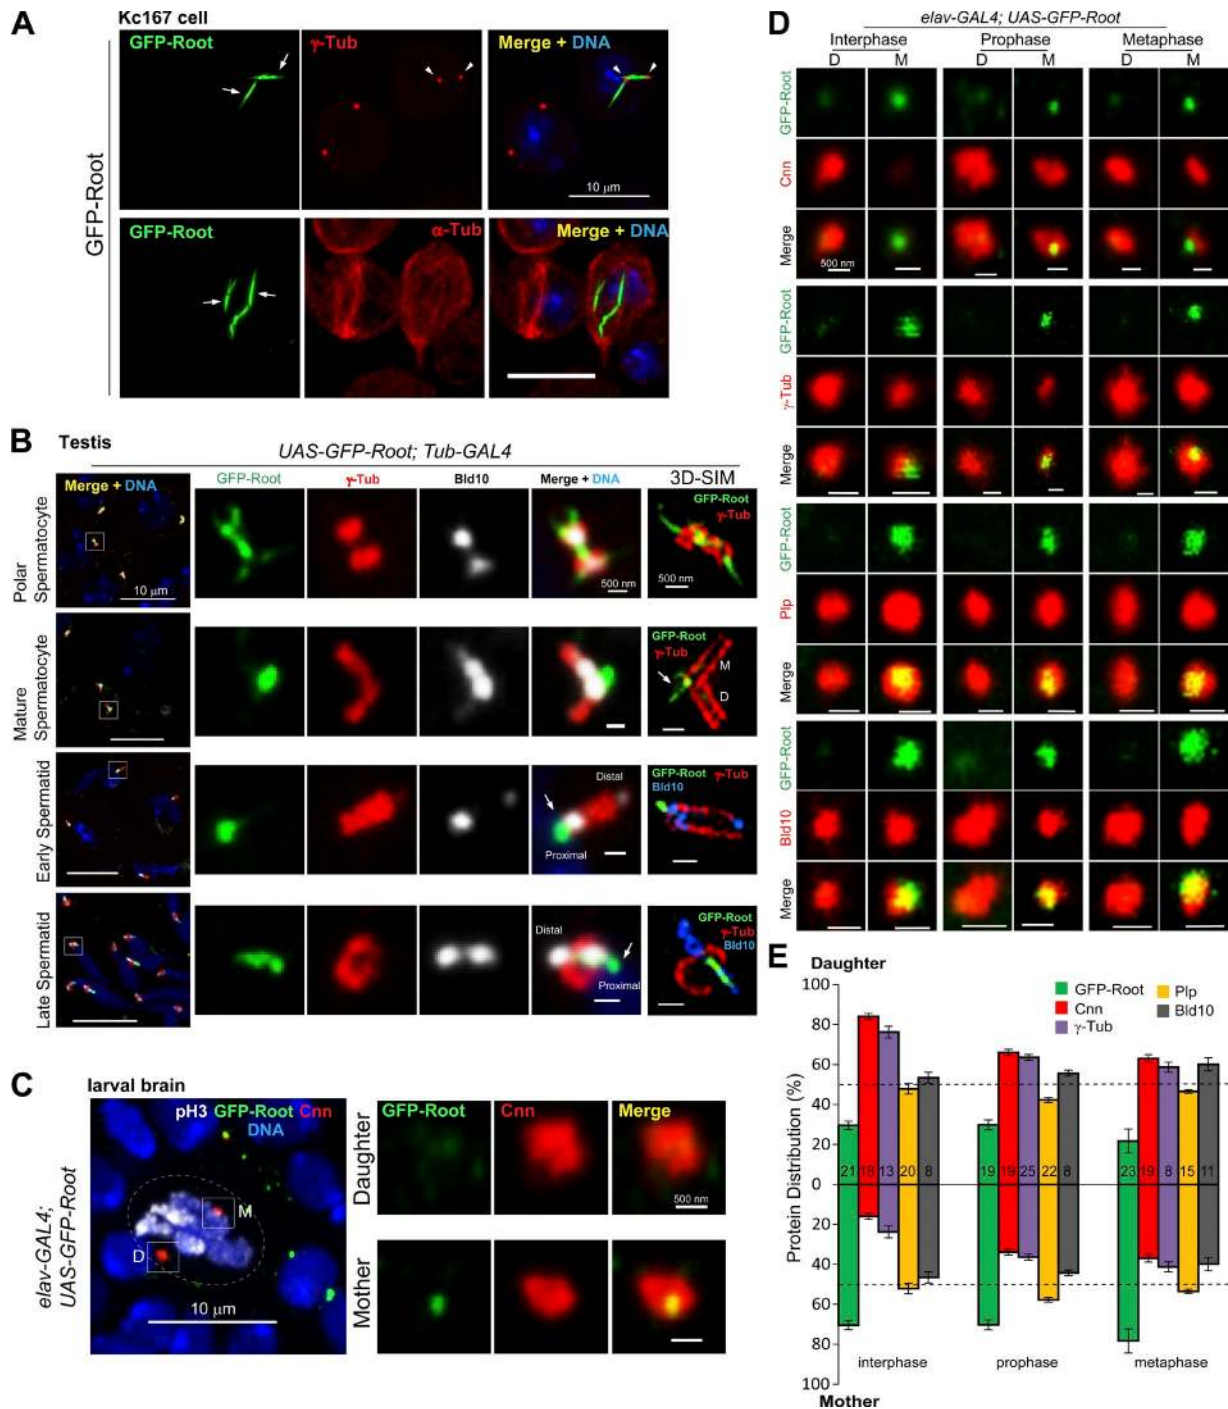 A
Kc167 cell
GFP-Root
GFP-Root
γ-Tub
Merge + DNA
10 μm
GFP-Root
α-Tub
Merge + DNA
B
Testis
UAS-GFP-Root; Tub-GAL4
Merge + DNA
GFP-Root
γ-Tub
Bld10
Merge + DNA
3D-SIM
Polar
Spermatocyte
10 μm
500 nm
GFP-Root
γ-Tub
500 nm
Mature
Spermatocyte
GFP-Root
γ-Tub
M
D
Early Spermatid
Distal
Proximal
GFP-Root
γ-Tub
Bld10
Late Spermatid
Distal
Proximal
GFP-Root
γ-Tub
Bld10
C
larval brain
elav-GAL4;
UAS-GFP-Root
pH3 GFP-Root Cnn
DNA
M
D
10 μm
GFP-Root
Cnn
Merge
Daughter
500 nm
Mother
D
elav-GAL4; UAS-GFP-Root
Interphase
Prophase
Metaphase
D
M
D
M
D
M
GFP-Root
Cnn
Merge
500 nm
GFP-Root
γ-Tub
Merge
GFP-Root
Plp
Merge
GFP-Root
Bld10
Merge
E
Daughter
GFP-Root
Cnn
γ-Tub
Plp
Bld10
Protein Distribution (%)
100
80
60
40
20
0
20
40
60
80
100
21
18
13
20
8
19
19
25
22
8
23
19
8
15
11
interphase
prophase
metaphase
Mother